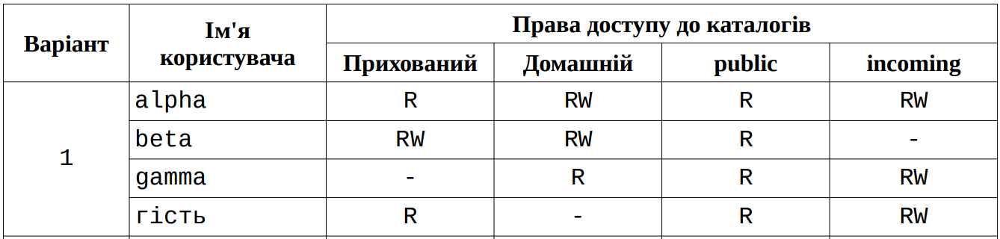 Варіант Ім'я користувача Права доступу до каталогів
Прихований Домашній public incoming
1 alpha R RW R RW
beta RW RW R -
gamma - R R RW
гість R - R RW